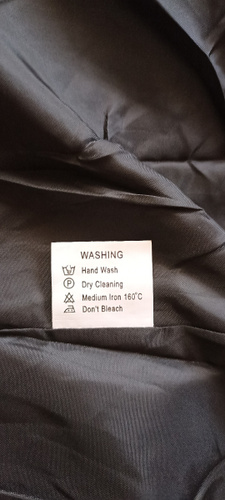 WASHING
Hand Wash
P Dry Cleaning
Medium Iron 160°C
Don't Bleach